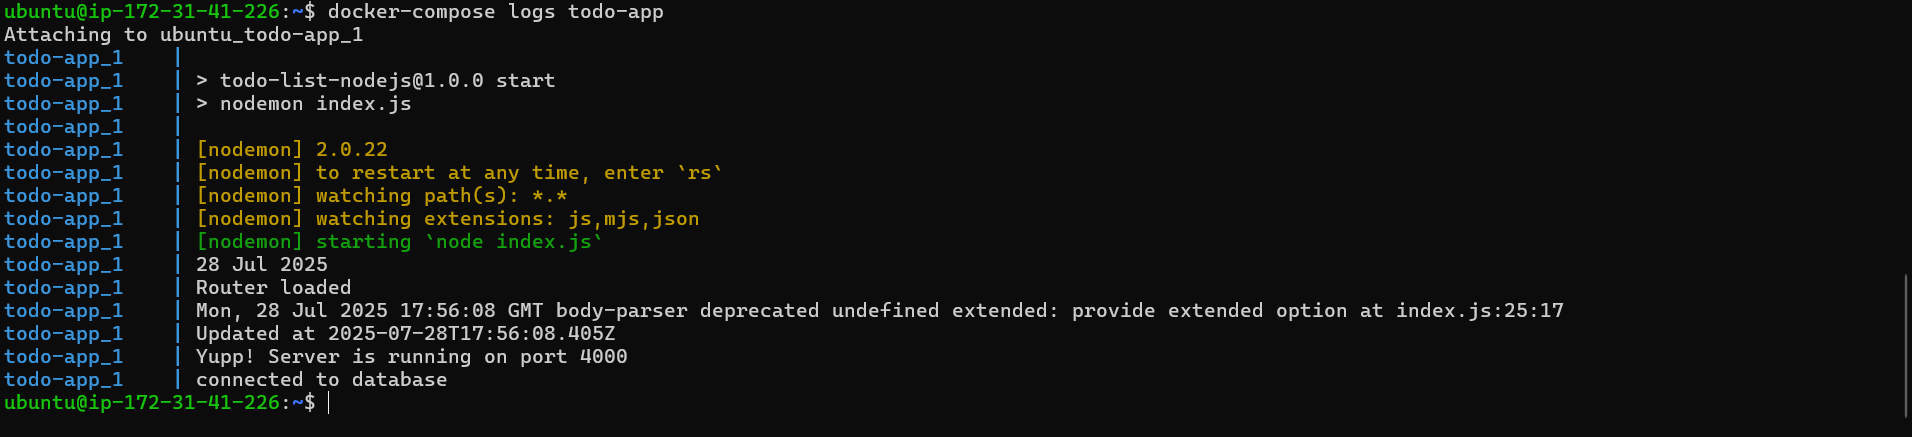 ubuntu@ip-172-31-41-226:~$ docker-compose logs todo-app
Attaching to ubuntu_todo-app_1
todo-app_1    |
todo-app_1    | > todo-list-nodejs@1.0.0 start
todo-app_1    | > nodemon index.js
todo-app_1    |
todo-app_1    | [nodemon] 2.0.22
todo-app_1    | [nodemon] to restart at any time, enter `rs`
todo-app_1    | [nodemon] watching path(s): *.*
todo-app_1    | [nodemon] watching extensions: js,mjs,json
todo-app_1    | [nodemon] starting `node index.js`
todo-app_1    | 28 Jul 2025
todo-app_1    | Router loaded
todo-app_1    | Mon, 28 Jul 2025 17:56:08 GMT body-parser deprecated undefined extended: provide extended option at index.js:25:17
todo-app_1    | Updated at 2025-07-28T17:56:08.405Z
todo-app_1    | Yupp! Server is running on port 4000
todo-app_1    | connected to database
ubuntu@ip-172-31-41-226:~$